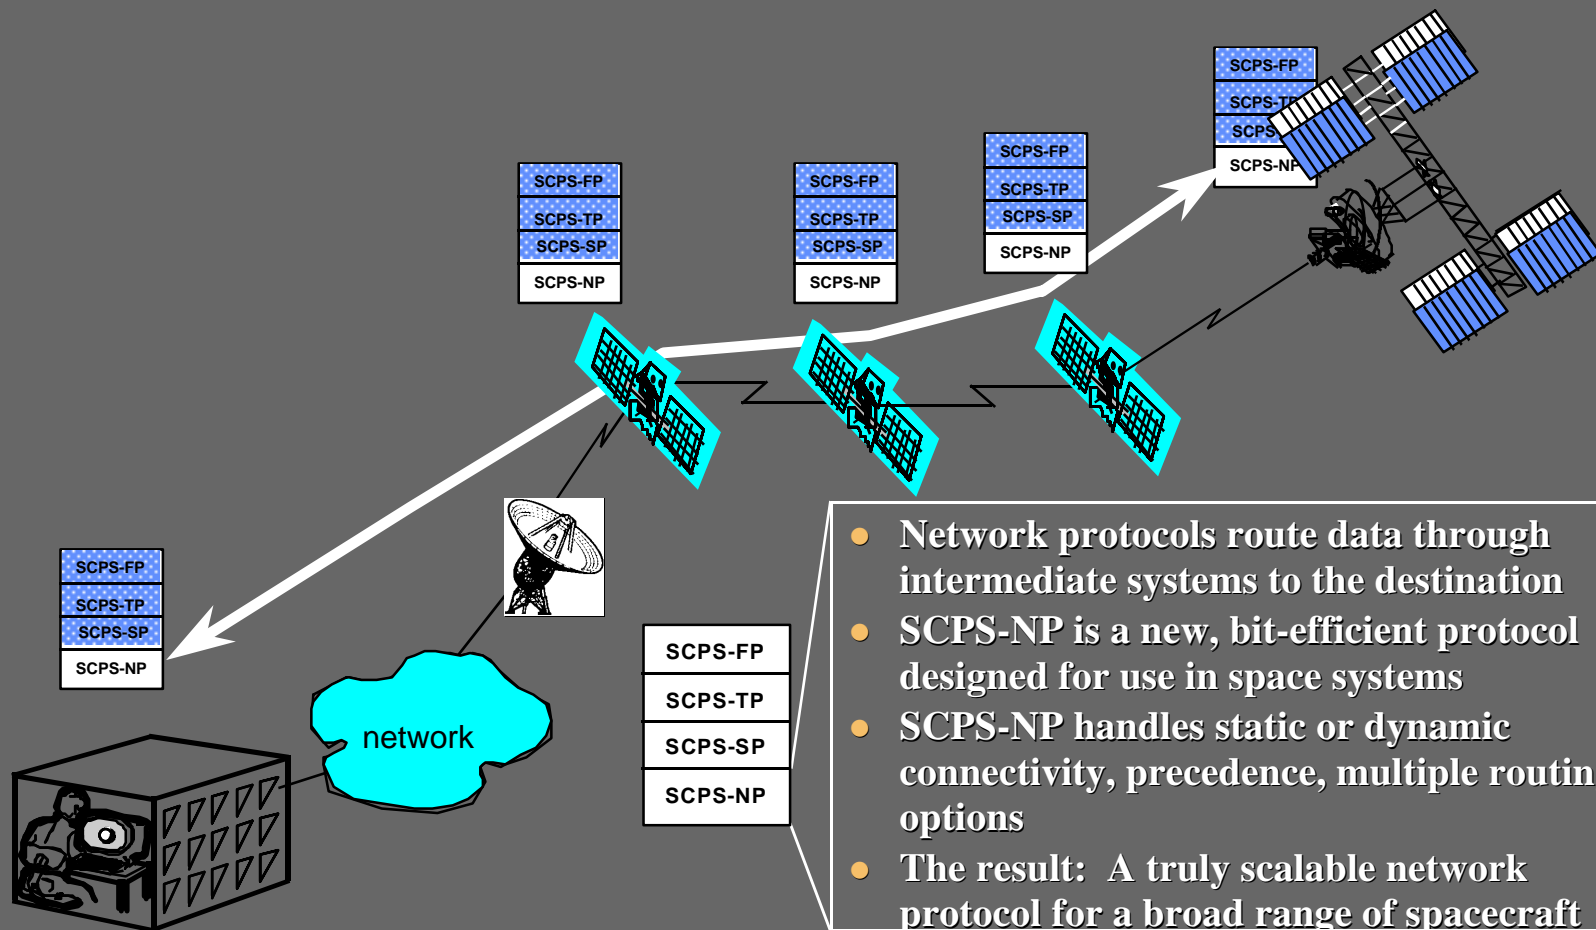 SCPS-FP
SCPS-TP
SCPS-NP
SCPS-FP
SCPS-TP
SCPS-SP
SCPS-NP
SCPS-FP
SCPS-TP
SCPS-SP
SCPS-NP
SCPS-FP
SCPS-TP
SCPS-SP
SCPS-NP
SCPS-FP
SCPS-TP
SCPS-SP
SCPS-NP
network
SCPS-FP
SCPS-TP
SCPS-SP
SCPS-NP
Network protocols route data through
intermediate systems to the destination
SCPS-NP is a new, bit-efficient protocol
designed for use in space systems
SCPS-NP handles static or dynamic
connectivity, precedence, multiple routin
options
The result: A truly scalable network
protocol for a broad range of spacecraft